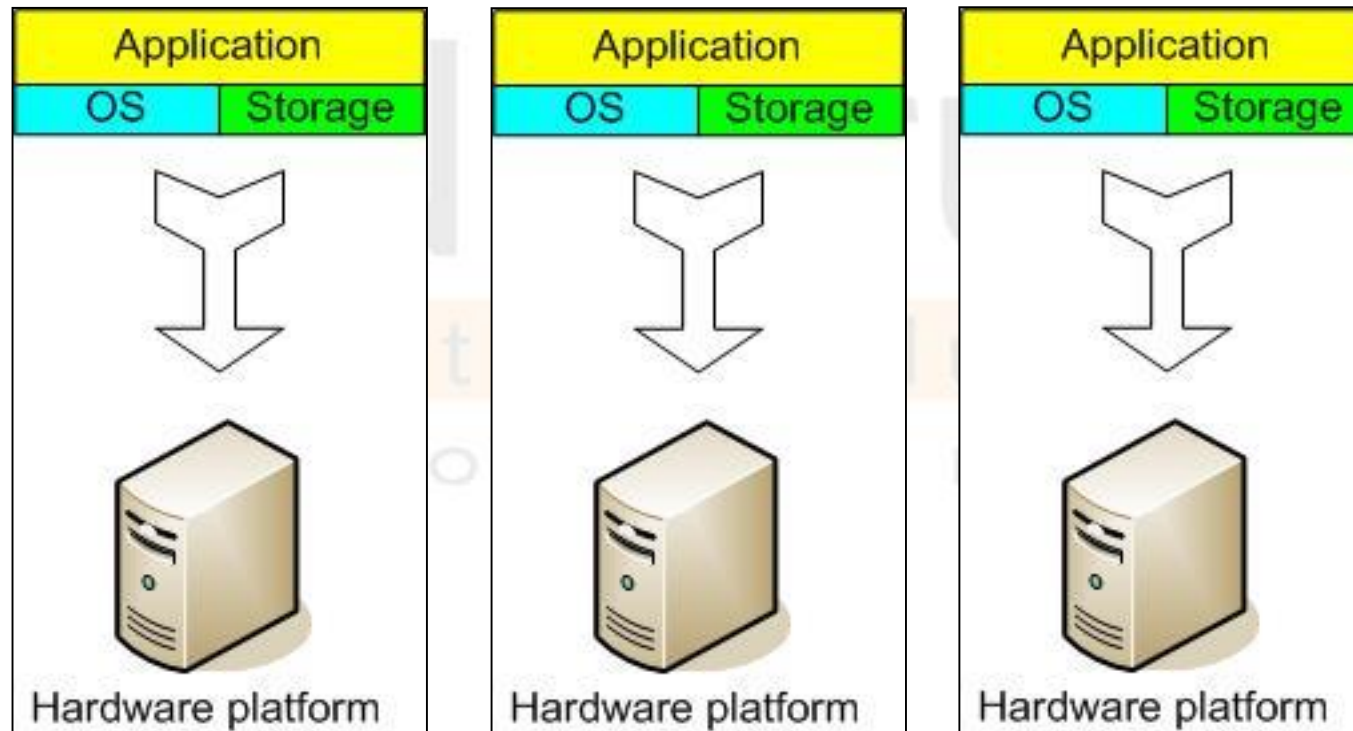 Application
OS Storage
Hardware platform
Application
OS Storage
Hardware platform
Application
OS Storage
Hardware platform